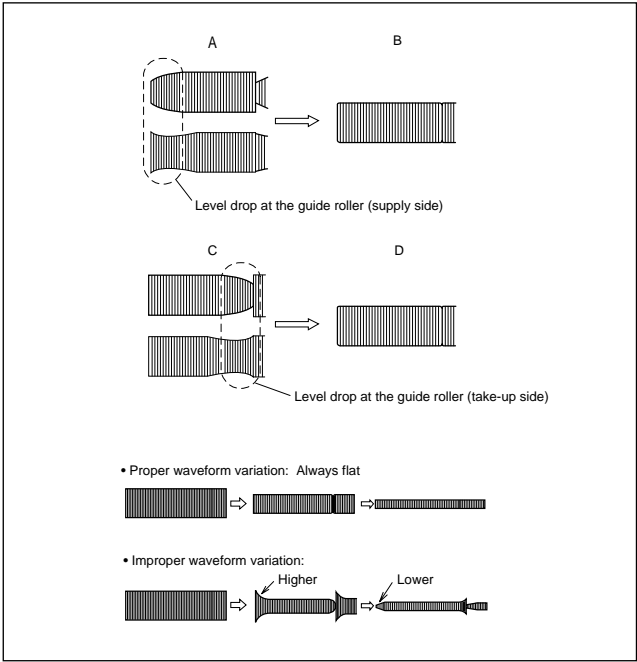 A B
Level drop at the guide roller (supply side)
C D
Level drop at the guide roller (take-up side)
• Proper waveform variation: Always flat
• Improper waveform variation:
Higher Lower